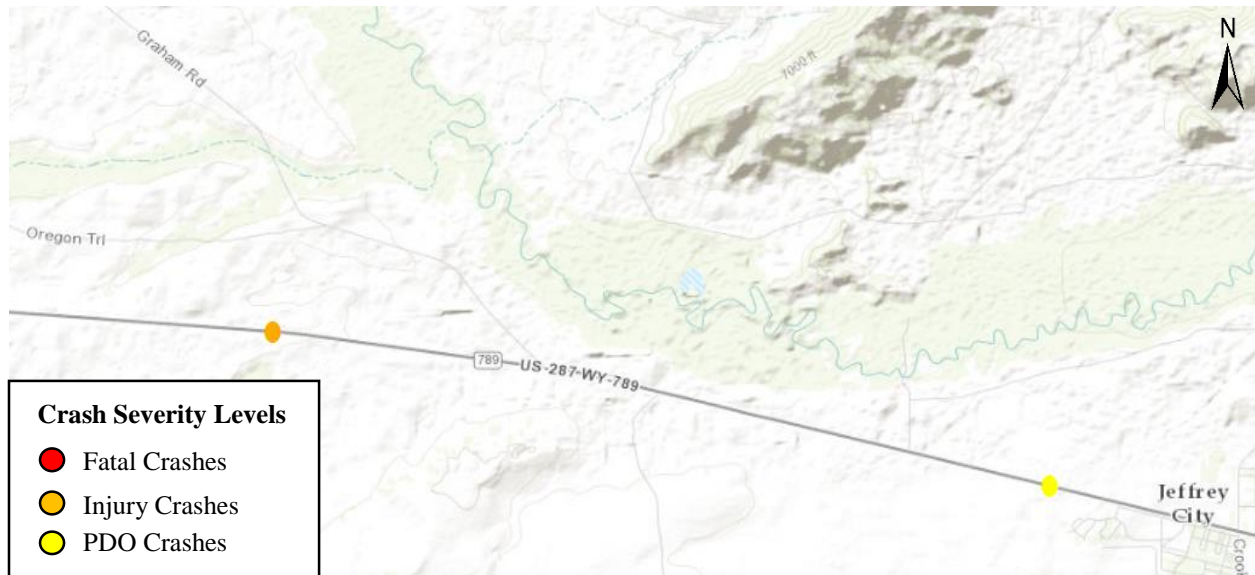 N
Graham Rd
7000 ft
Oregon Trl
789
US-287-WY-789
Crash Severity Levels
Fatal Crashes
Injury Crashes
PDO Crashes
Jeffrey
City
Crool